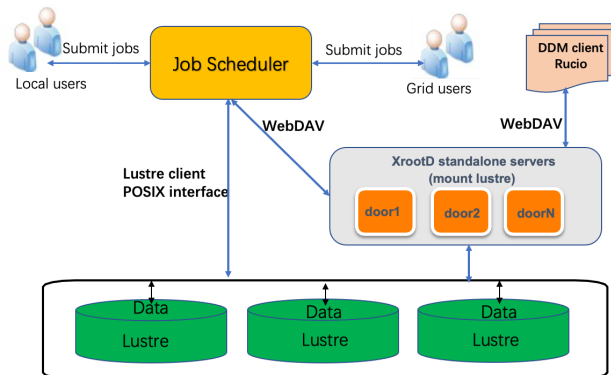 Submit jobs
Job Scheduler
Submit jobs
DDM client
Rucio
Local users
Grid users
WebDAV
WebDAV
Lustre client
POSIX interface
XrootD standalone servers
(mount lustre)
door1
door2
doorN
Data
Data
Data
Lustre
Lustre
Lustre